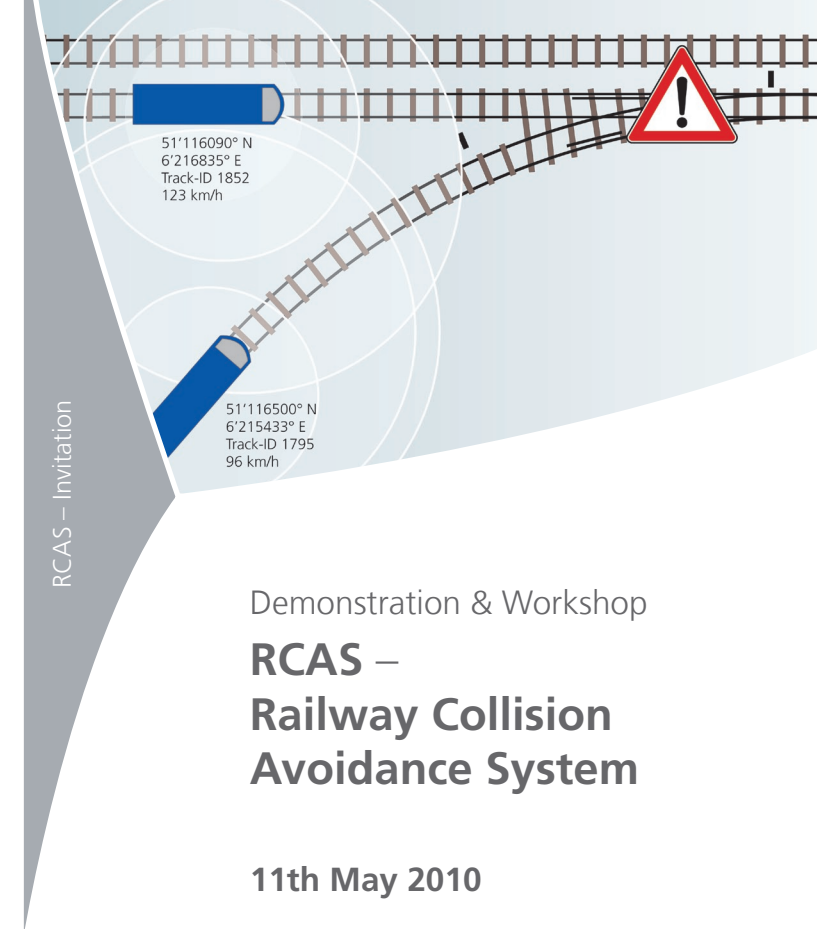 51'116090° N
6'216835° E
Track-ID 1852
123 km/h
51'116500° N
6'215433° E
Track-ID 1795
96 km/h
RCAS – Invitation
Demonstration & Workshop
RCAS –
Railway Collision
Avoidance System
11th May 2010